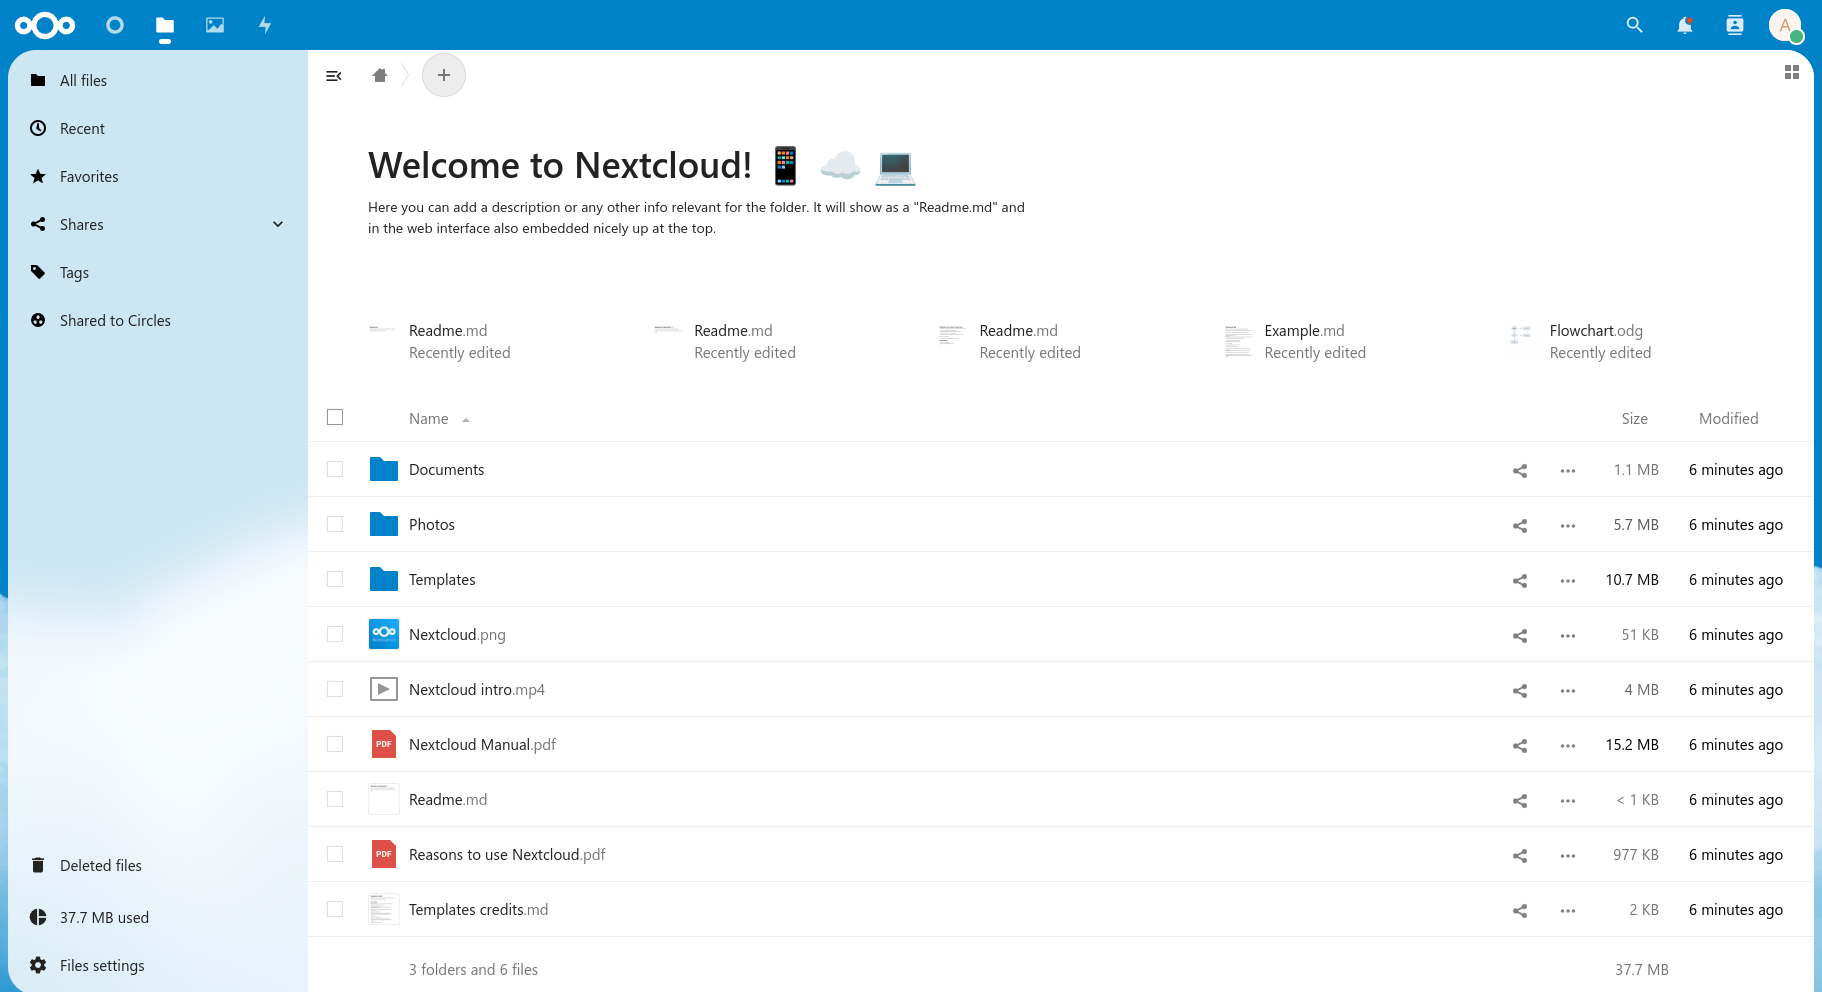 A
All files
Recent
Favorites
Shares
Tags
Shared to Circles
Deleted files
37.7 MB used
Files settings
Welcome to Nextcloud! 📱 ☁️ 💻
Here you can add a description or any other info relevant for the folder. It will show as a "Readme.md" and
in the web interface also embedded nicely up at the top.
Readme.md
Recently edited
Readme.md
Recently edited
Readme.md
Recently edited
Example.md
Recently edited
Flowchart.odg
Recently edited
Name Size Modified
Documents 1.1 MB 6 minutes ago
Photos 5.7 MB 6 minutes ago
Templates 10.7 MB 6 minutes ago
Nextcloud.png 51 KB 6 minutes ago
Nextcloud intro.mp4 4 MB 6 minutes ago
PDF Nextcloud Manual.pdf 15.2 MB 6 minutes ago
Readme.md < 1 KB 6 minutes ago
PDF Reasons to use Nextcloud.pdf 977 KB 6 minutes ago
Templates credits.md 2 KB 6 minutes ago
3 folders and 6 files 37.7 MB